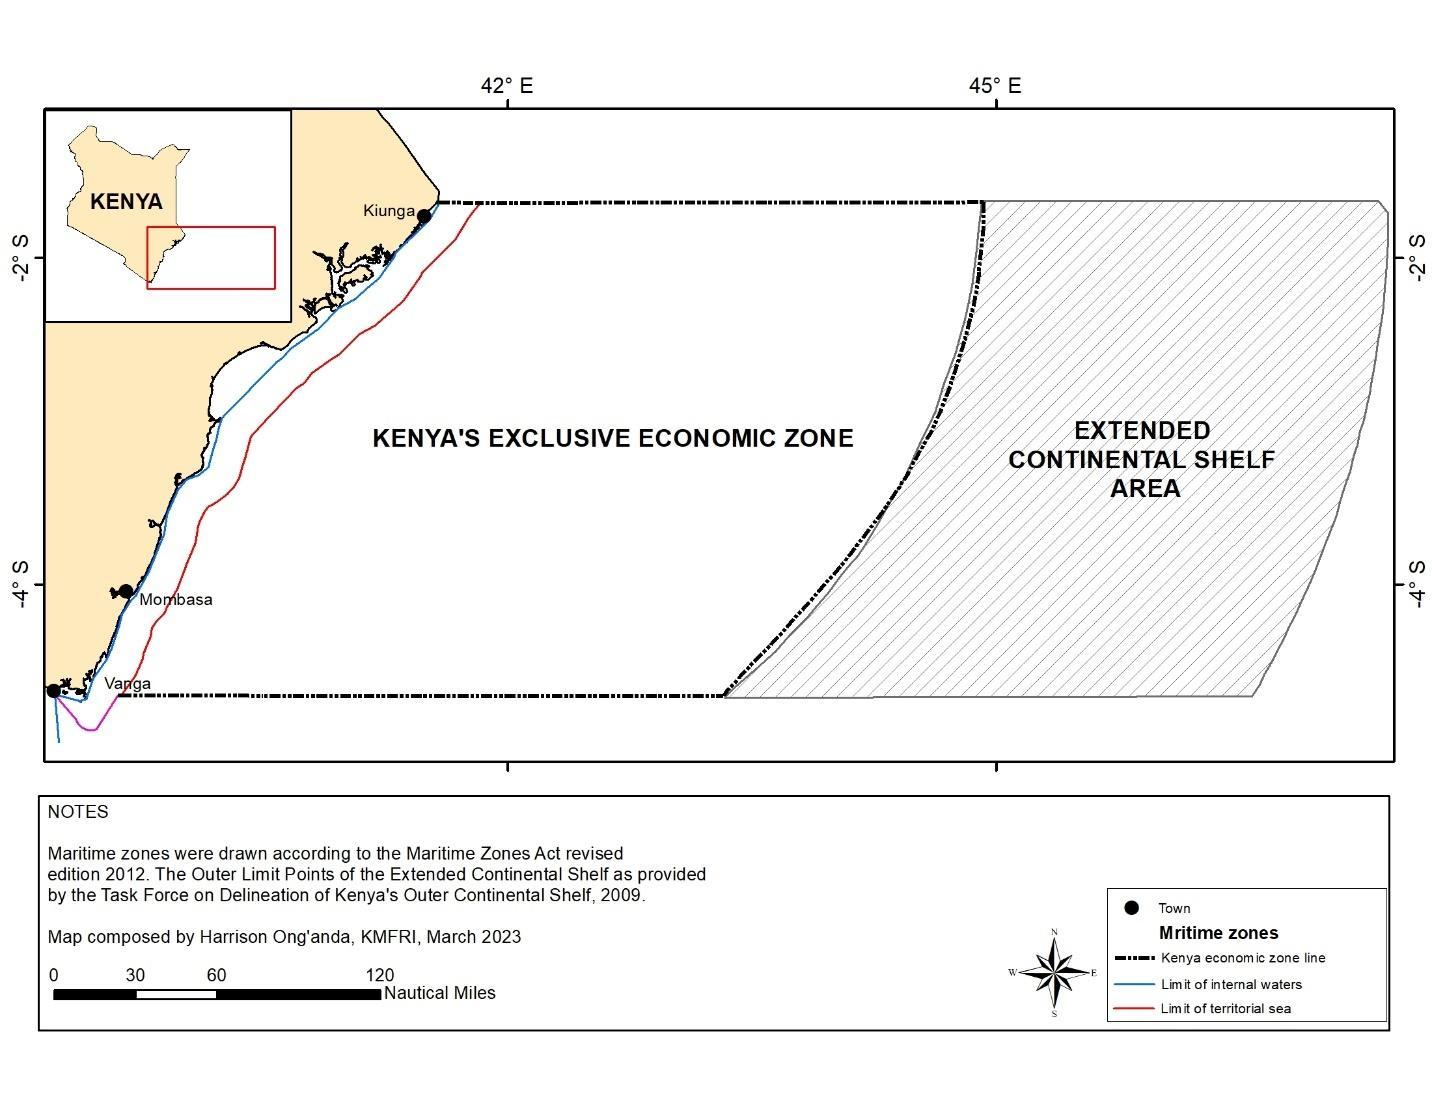 42° E
45° E
KENYA
Kiunga
-2° S
-2° S
KENYA'S EXCLUSIVE ECONOMIC ZONE
EXTENDED
CONTINENTAL SHELF
AREA
-4° S
-4° S
Mombasa
Vanga
NOTES
Maritime zones were drawn according to the Maritime Zones Act revised
edition 2012. The Outer Limit Points of the Extended Continental Shelf as provided
by the Task Force on Delineation of Kenya's Outer Continental Shelf, 2009.
Map composed by Harrison Ong'anda, KMFRI, March 2023
0 30 60 120
Nautical Miles
N
W E
S
Town
Mritime zones
Kenya economic zone line
Limit of internal waters
Limit of territorial sea